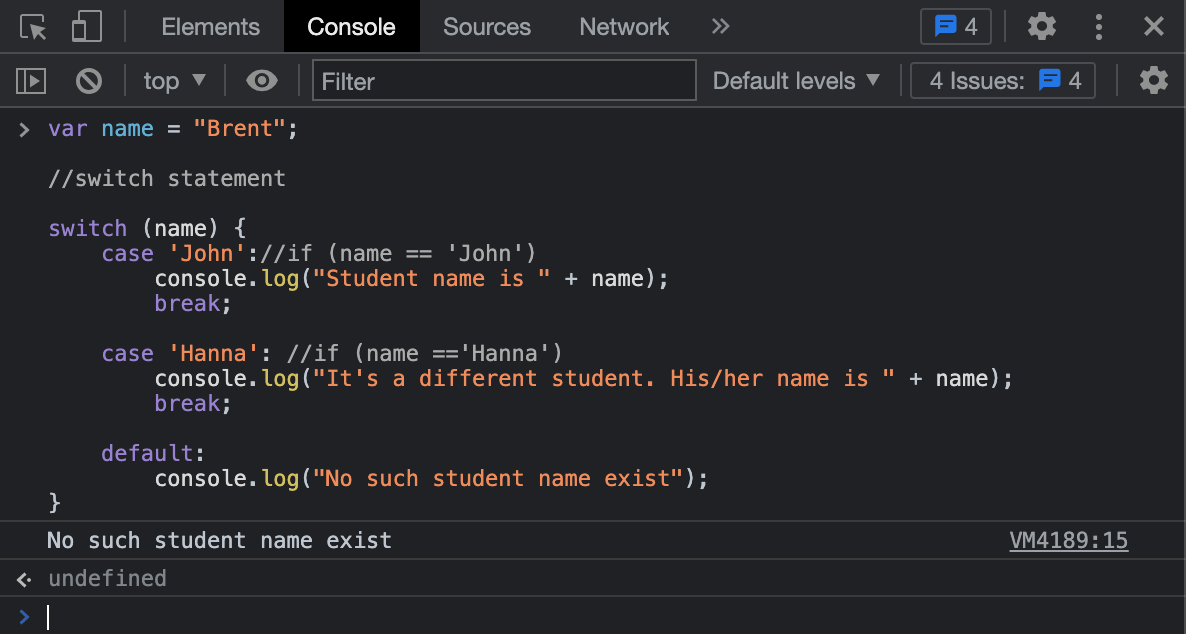 Elements Console Sources Network » 4
top ▼ Filter Default levels ▼ 4 Issues: 4
> var name = "Brent";
//switch statement
switch (name) {
    case 'John'://if (name == 'John')
        console.log("Student name is " + name);
        break;
    case 'Hanna': //if (name =='Hanna')
        console.log("It's a different student. His/her name is " + name);
        break;
    default:
        console.log("No such student name exist");
}
No such student name exist VM4189:15
undefined
>